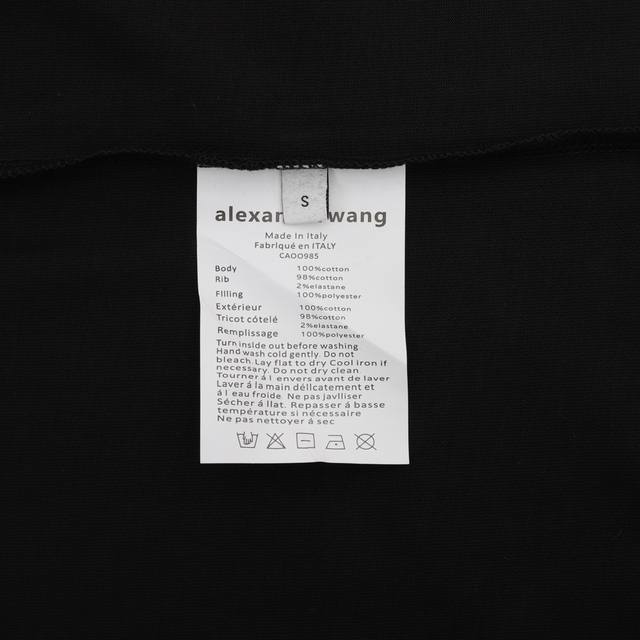 S
alexan wang
Made In Italy
Fabriqué en ITALY
CAOO985
Body 100%cotton
Rib 98%cotton
2%elastane
Filling 100%polyester
Extérieur 100%cotton
Tricot côtelé 98%cotton
2%elastane
Remplissage 100%polyester
Turn inside out before washing
Hand wash cold gently. Do not
bleach. Lay flat to dry Cool iron if
necessary. Do not dry clean
Tourner á l envers avant de laver
Laver á la main déllcatement et
á l eau froide. Ne pas javlliser
Sécher á llat. Repasser á basse
température si nécessaire
Ne pas nettoyer á sec